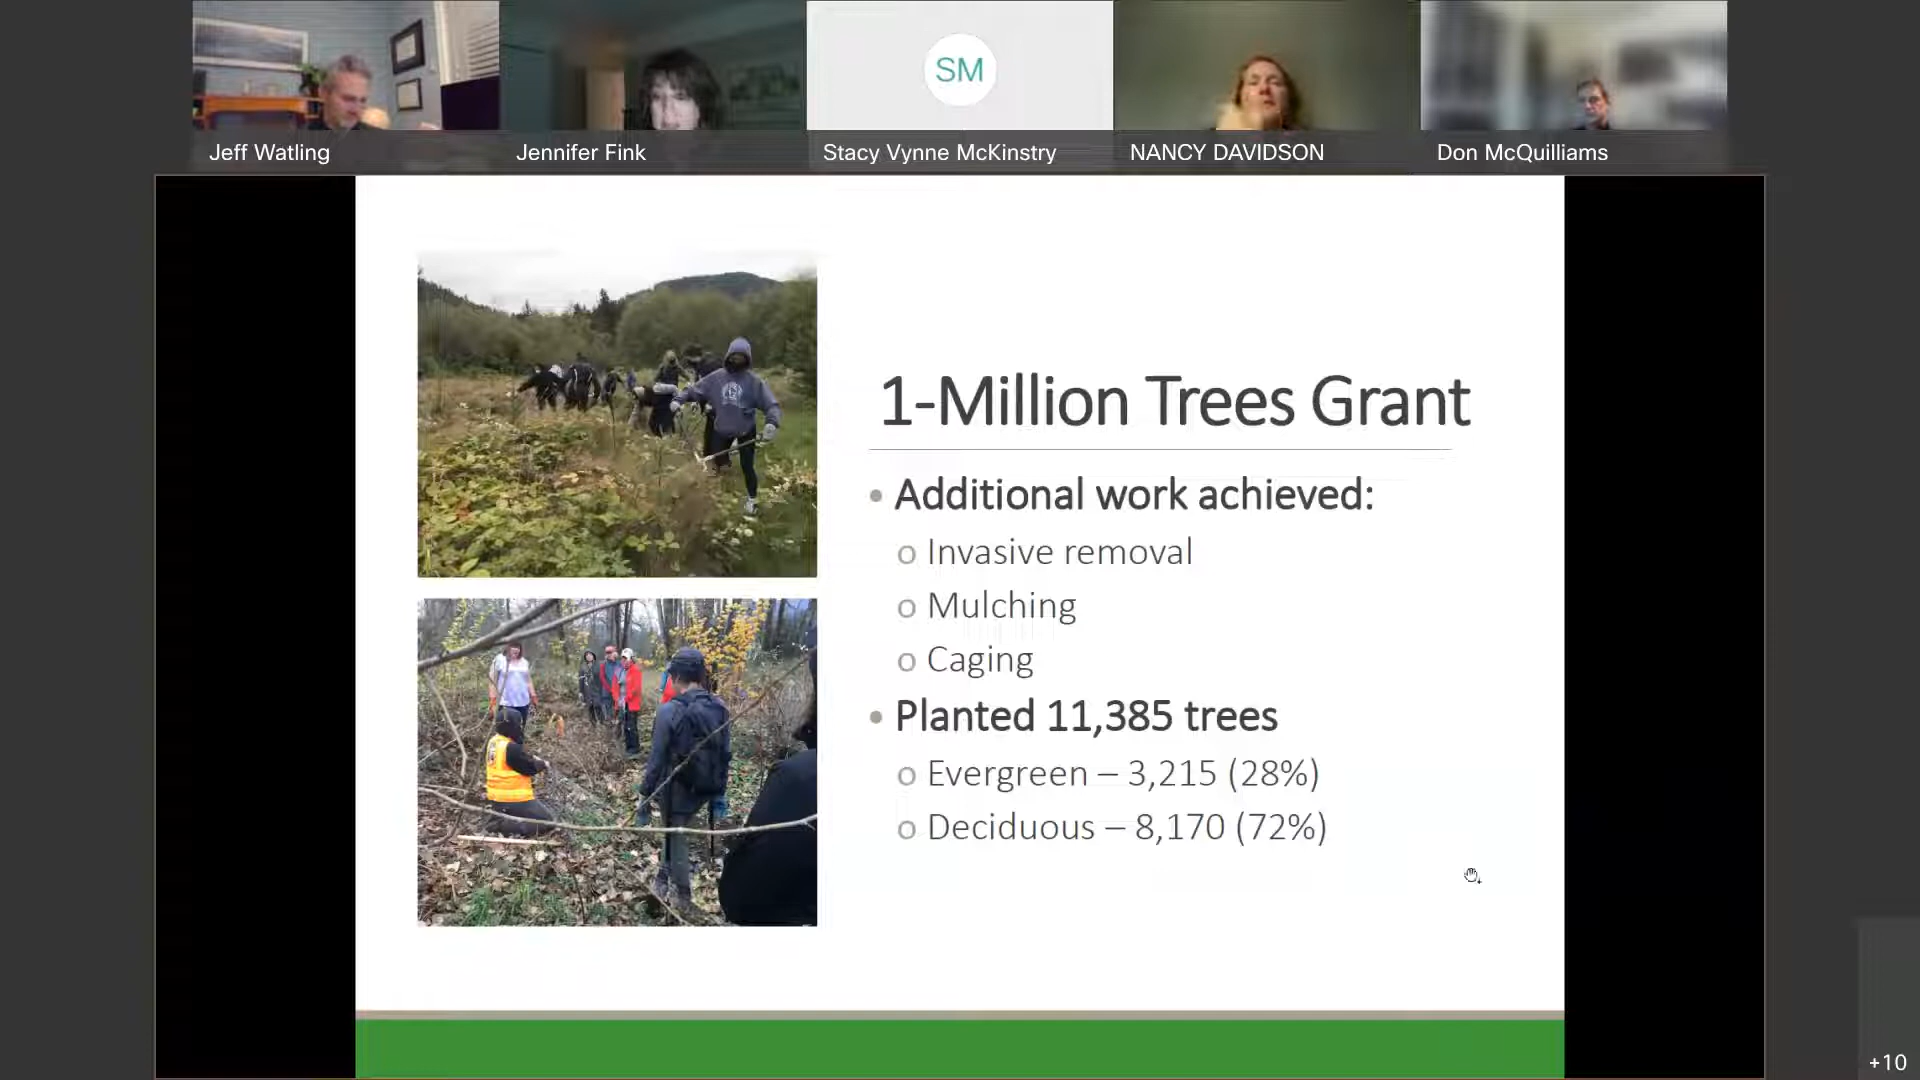 SM
Jeff Watling
Jennifer Fink
Stacy Vynne McKinstry
NANCY DAVIDSON
Don McQuilliams
1-Million Trees Grant
• Additional work achieved:
o Invasive removal
o Mulching
o Caging
• Planted 11,385 trees
o Evergreen – 3,215 (28%)
o Deciduous – 8,170 (72%)
+10